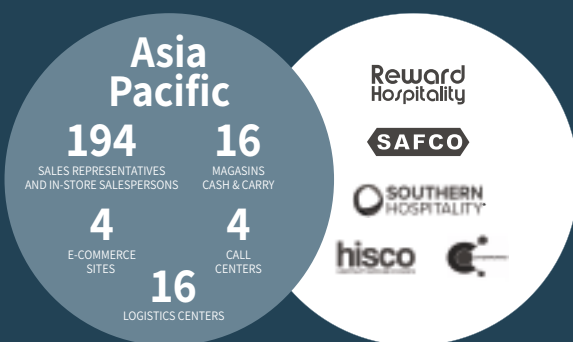 Asia
Pacific
194
SALES REPRESENTATIVES
AND IN-STORE SALESPERSONS
16
MAGASINS
CASH & CARRY
4
E-COMMERCE
SITES
4
CALL
CENTERS
16
LOGISTICS CENTERS
Reward
Hospitality
SAFCO
SOUTHERN
HOSPITALITY
hisco